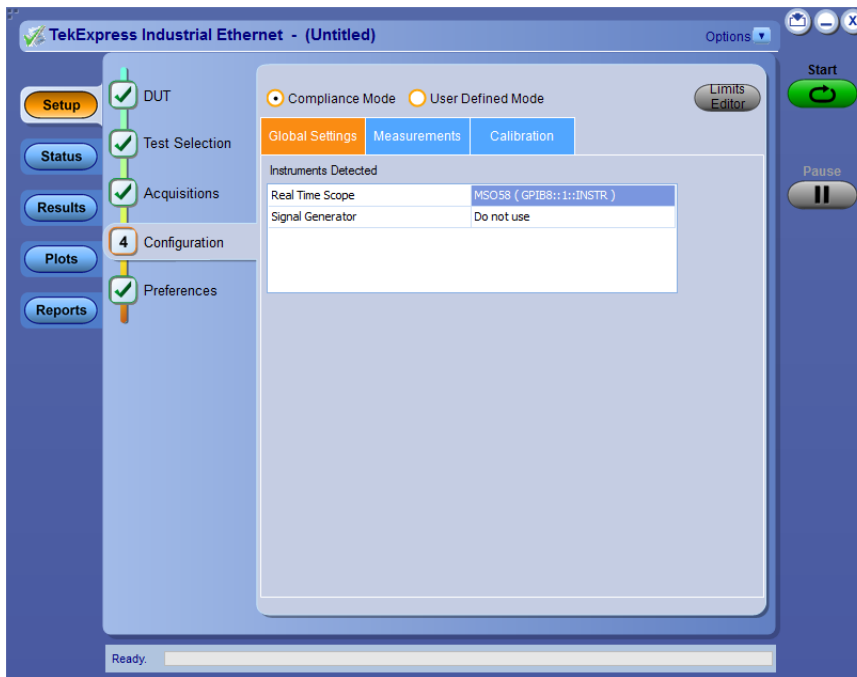 TekExpress Industrial Ethernet - (Untitled)
Options
X
Start
Pause
Setup
Status
Results
Plots
Reports
DUT
Test Selection
Acquisitions
4 Configuration
Preferences
Compliance Mode User Defined Mode
Limits
Editor
Global Settings Measurements Calibration
Instruments Detected
Real Time Scope MSO58 ( GPIB8::1::INSTR )
Signal Generator Do not use
Ready.